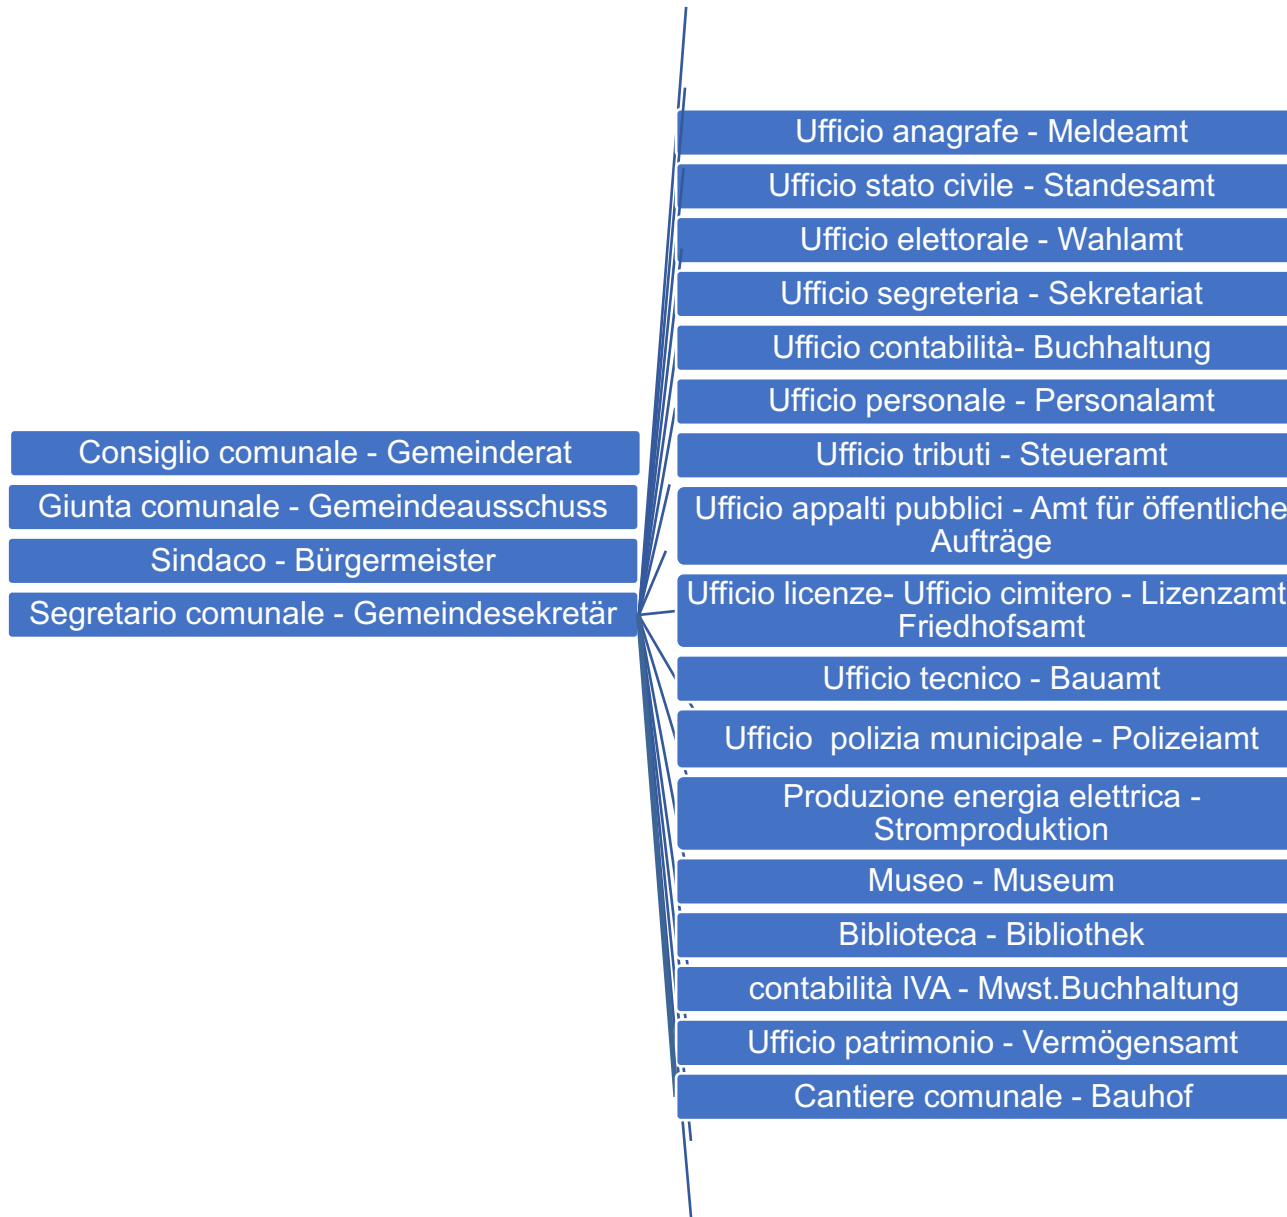 Consiglio comunale - Gemeinderat
Giunta comunale - Gemeindeausschuss
Sindaco - Bürgermeister
Segretario comunale - Gemeindesekretär
Ufficio anagrafe - Meldeamt
Ufficio stato civile - Standesamt
Ufficio elettorale - Wahlamt
Ufficio segreteria - Sekretariat
Ufficio contabilità- Buchhaltung
Ufficio personale - Personalamt
Ufficio tributi - Steueramt
Ufficio appalti pubblici - Amt für öffentliche
Aufträge
Ufficio licenze- Ufficio cimitero - Lizenzamt
Friedhofsamt
Ufficio tecnico - Bauamt
Ufficio  polizia municipale - Polizeiamt
Produzione energia elettrica -
Stromproduktion
Museo - Museum
Biblioteca - Bibliothek
contabilità IVA - Mwst.Buchhaltung
Ufficio patrimonio - Vermögensamt
Cantiere comunale - Bauhof